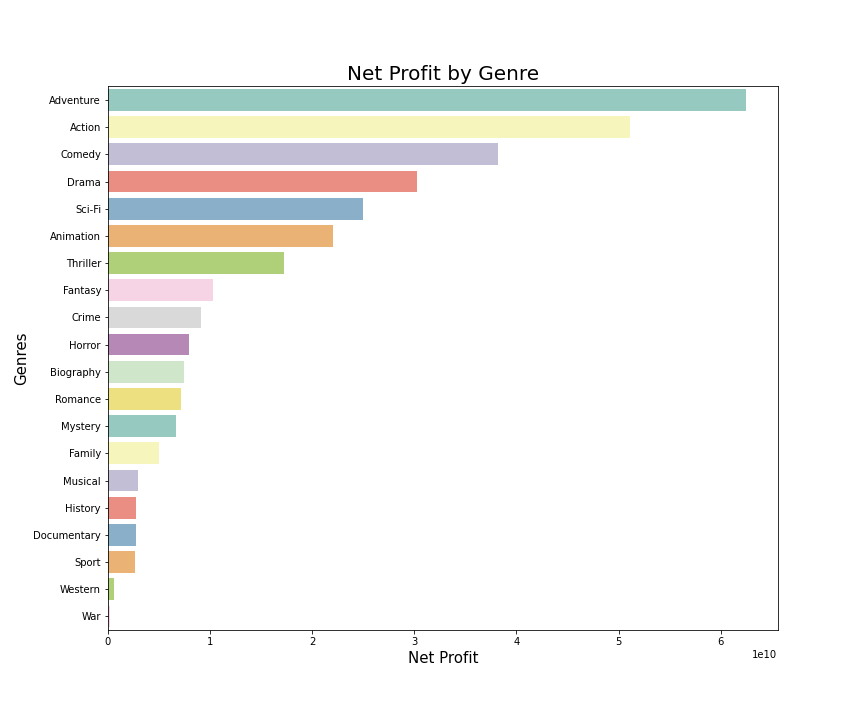 Net Profit by Genre
Adventure
Action
Comedy
Drama
Sci-Fi
Animation
Thriller
Fantasy
Crime
Horror
Biography
Romance
Mystery
Family
Musical
History
Documentary
Sport
Western
War
Genres
0 1 2 3 4 5 6
1e10
Net Profit